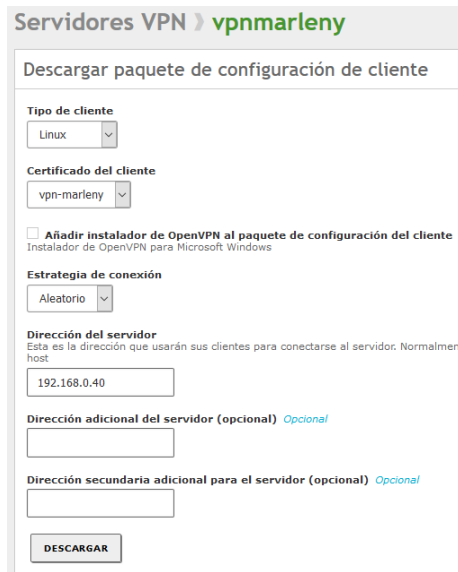 Servidores VPN » vpnmarleny
Descargar paquete de configuración de cliente
Tipo de cliente
Linux
Certificado del cliente
vpn-marleny
Añadir instalador de OpenVPN al paquete de configuración del cliente
Instalador de OpenVPN para Microsoft Windows
Estrategia de conexión
Aleatorio
Dirección del servidor
Esta es la dirección que usarán sus clientes para conectarse al servidor. Normalmen
host
192.168.0.40
Dirección adicional del servidor (opcional) Opcional
Dirección secundaria adicional para el servidor (opcional) Opcional
DESCARGAR